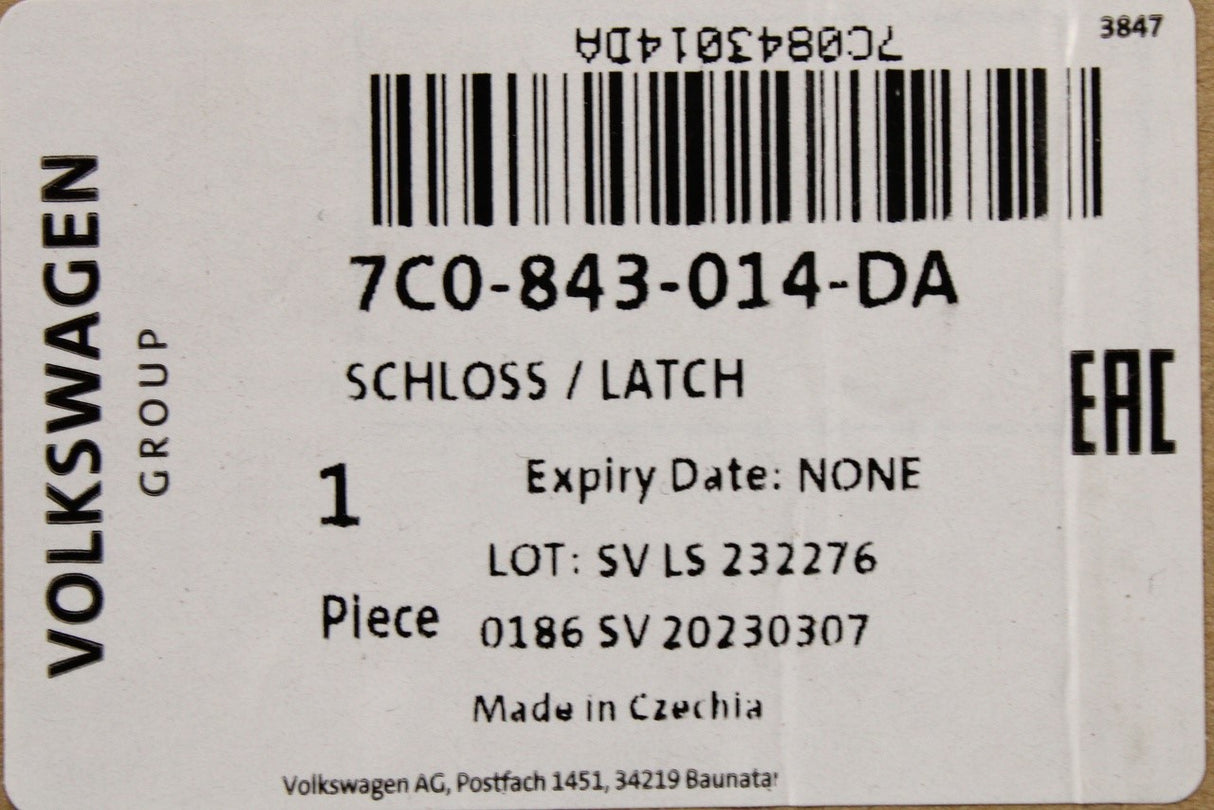 3847
7C0843014DA
7C0-843-014-DA
SCHLOSS / LATCH
EAC
1
Piece
Expiry Date: NONE
LOT: SV LS 232276
0186 SV 20230307
Made in Czechia
Volkswagen AG, Postfach 1451, 34219 Baunatal
VOLKSWAGEN
GROUP